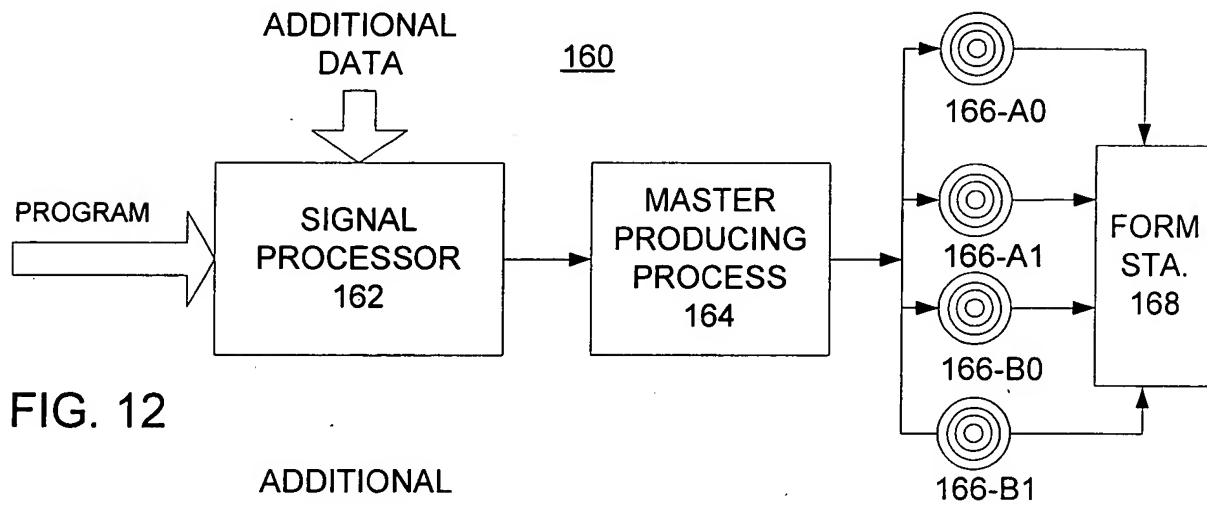 ADDITIONAL
DATA
160
PROGRAM
SIGNAL
PROCESSOR
162
MASTER
PRODUCING
PROCESS
164
166-A0
166-A1
166-B0
166-B1
FORM
STA.
168
FIG. 12
ADDITIONAL